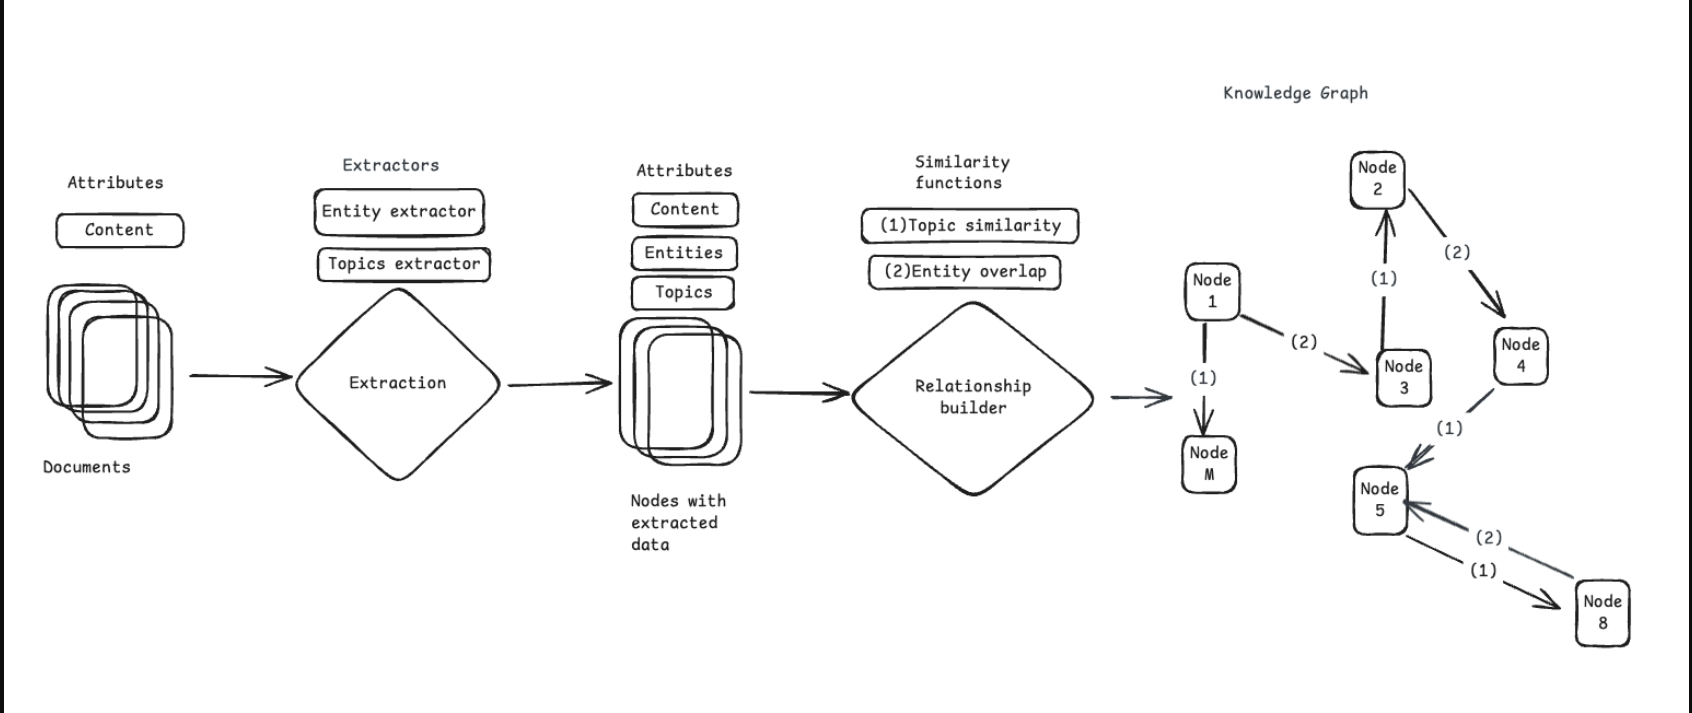 Knowledge Graph
Attributes
Content
Documents
Extractors
Entity extractor
Topics extractor
Extraction
Attributes
Content
Entities
Topics
Nodes with
extracted
data
Similarity
functions
(1)Topic similarity
(2)Entity overlap
Relationship
builder
Node
1
(1)
Node
M
(2)
Node
3
(1)
Node
2
(2)
Node
4
(1)
Node
5
(2)
(1)
Node
8